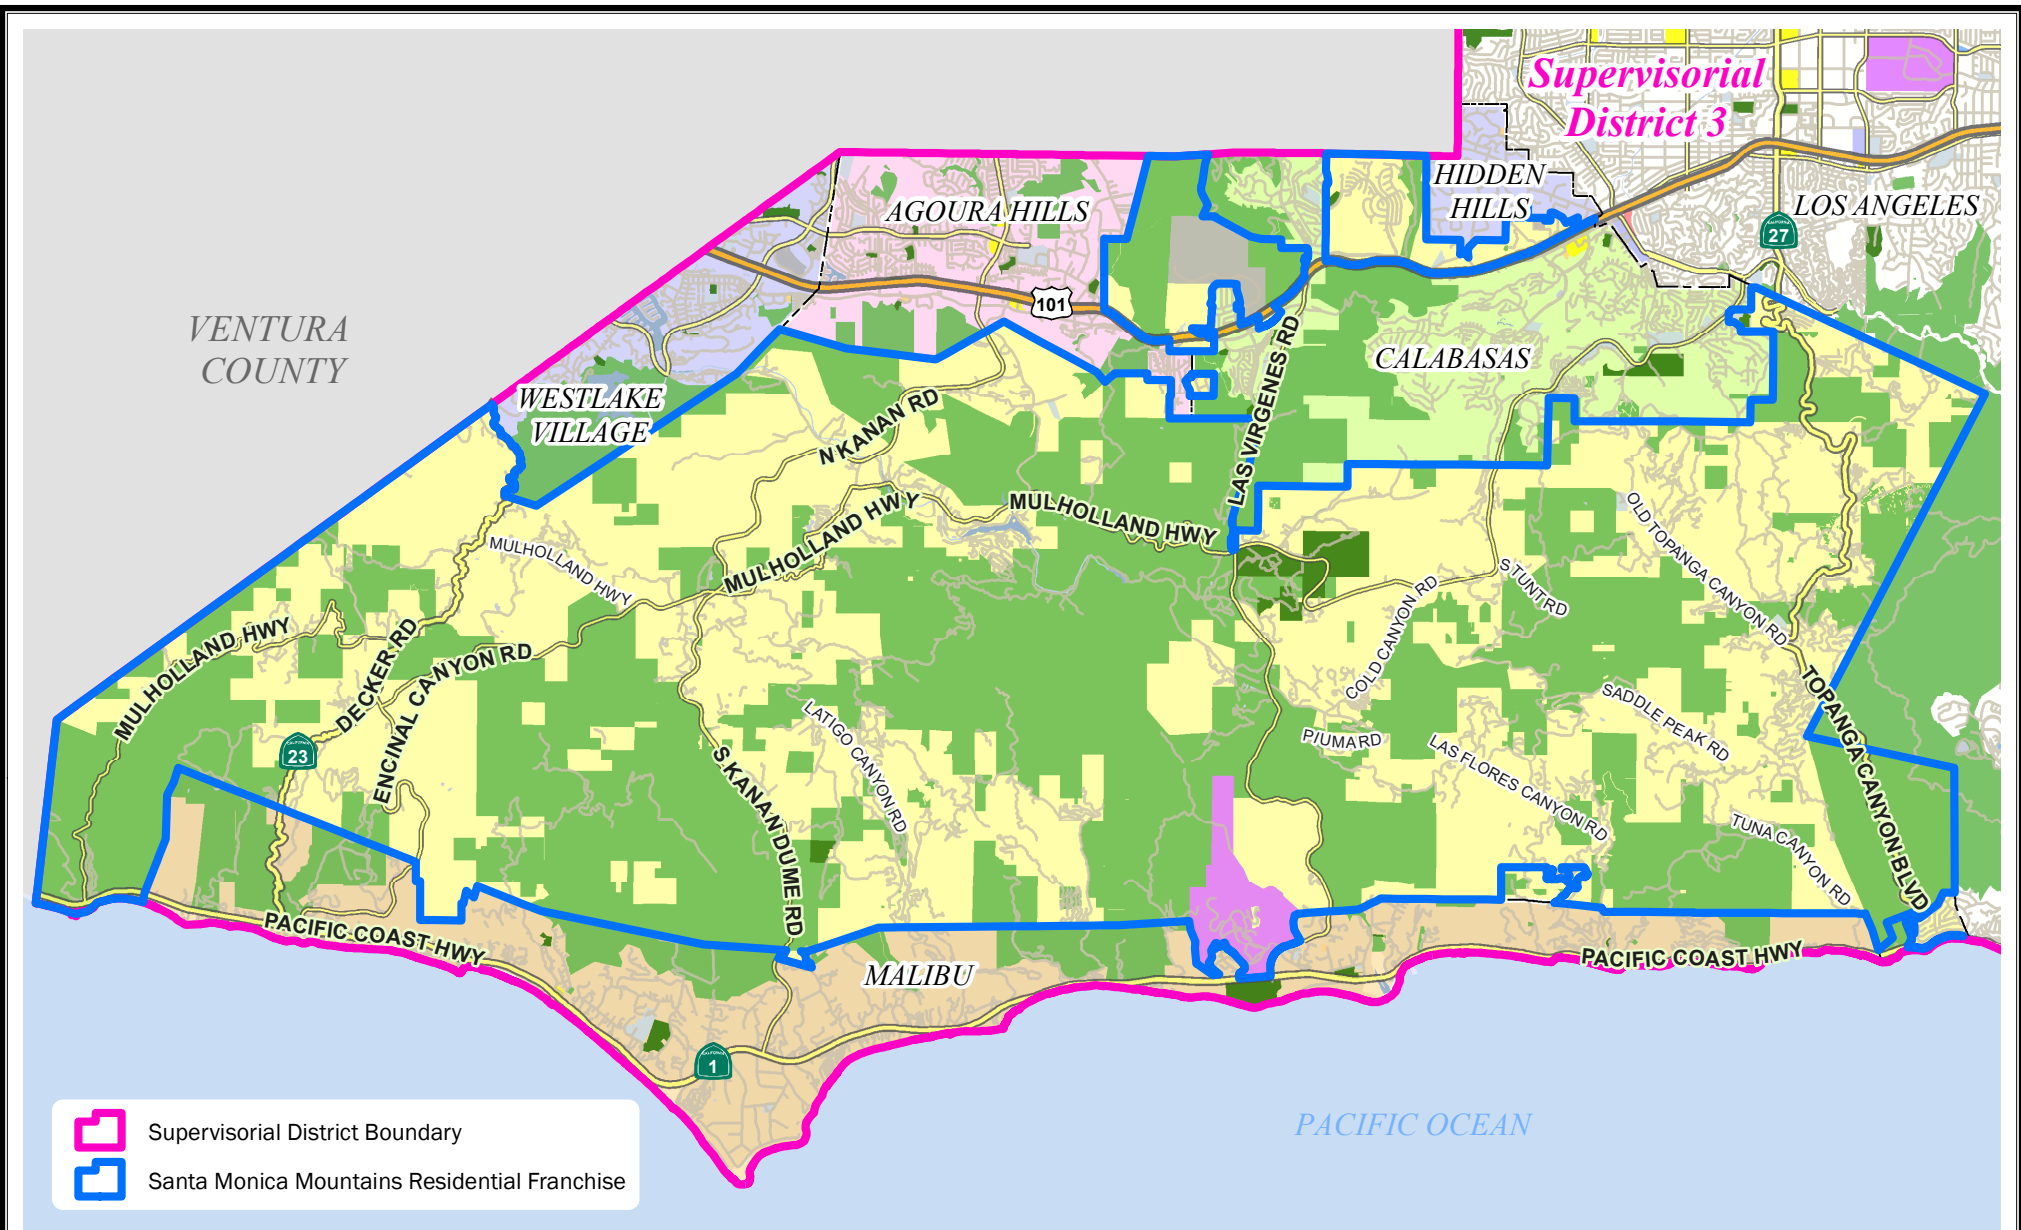 Supervisorial
District 3
HIDDEN
HILLS
AGOURA HILLS
LOS ANGELES
27
101
VENTURA
COUNTY
CALABASAS
WESTLAKE
VILLAGE
LAS VIRGENES RD
N KANAN RD
MULHOLLAND HWY
MULHOLLAND HWY
MULHOLLAND HWY
OLD TOPANGA CANYON RD
S TUNT RD
COLD CANYON RD
MULHOLLAND HWY
DECKER RD
ENCINAL CANYON RD
SADDLE PEAK RD
TOPANGA CANYON BLVD
LATIGO CANYON RD
PIUMA RD
LAS FLORES CANYON RD
23
S KANAN DUME RD
TUNA CANYON RD
PACIFIC COAST HWY
PACIFIC COAST HWY
MALIBU
1
PACIFIC OCEAN
Supervisorial District Boundary
Santa Monica Mountains Residential Franchise